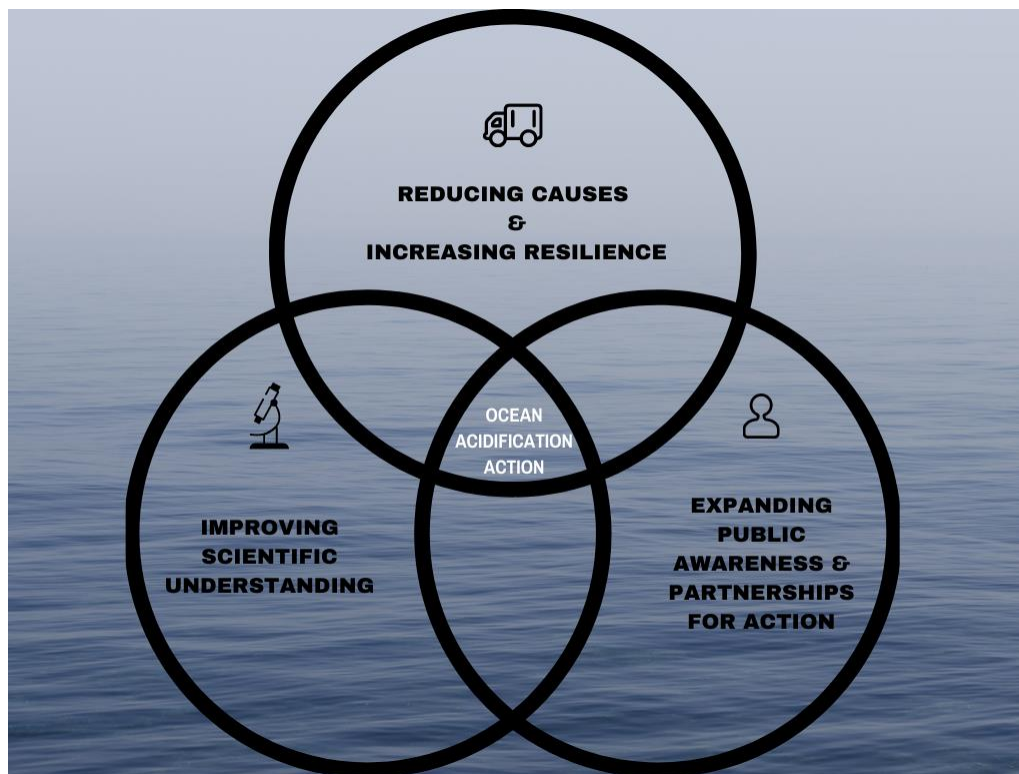 REDUCING CAUSES
&
INCREASING RESILIENCE
OCEAN
ACIDIFICATION
ACTION
IMPROVING
SCIENTIFIC
UNDERSTANDING
EXPANDING
PUBLIC
AWARENESS &
PARTNERSHIPS
FOR ACTION